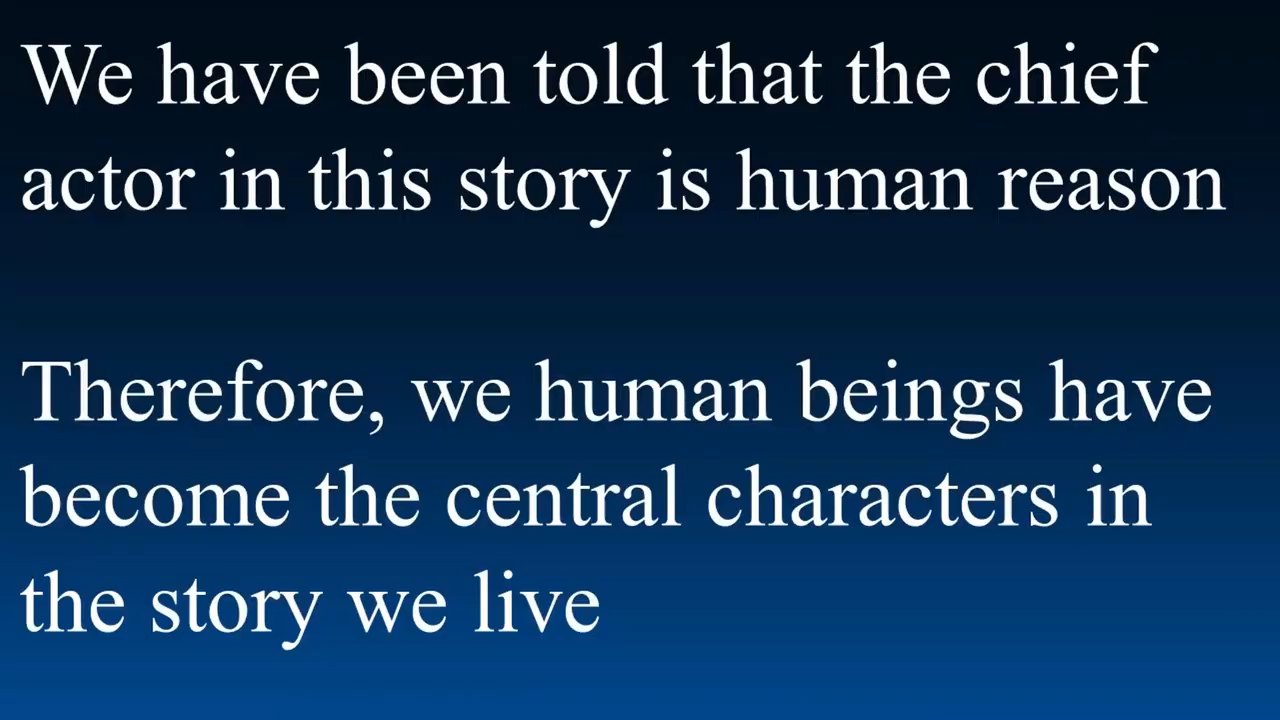 We have been told that the chief
actor in this story is human reason
Therefore, we human beings have
become the central characters in
the story we live